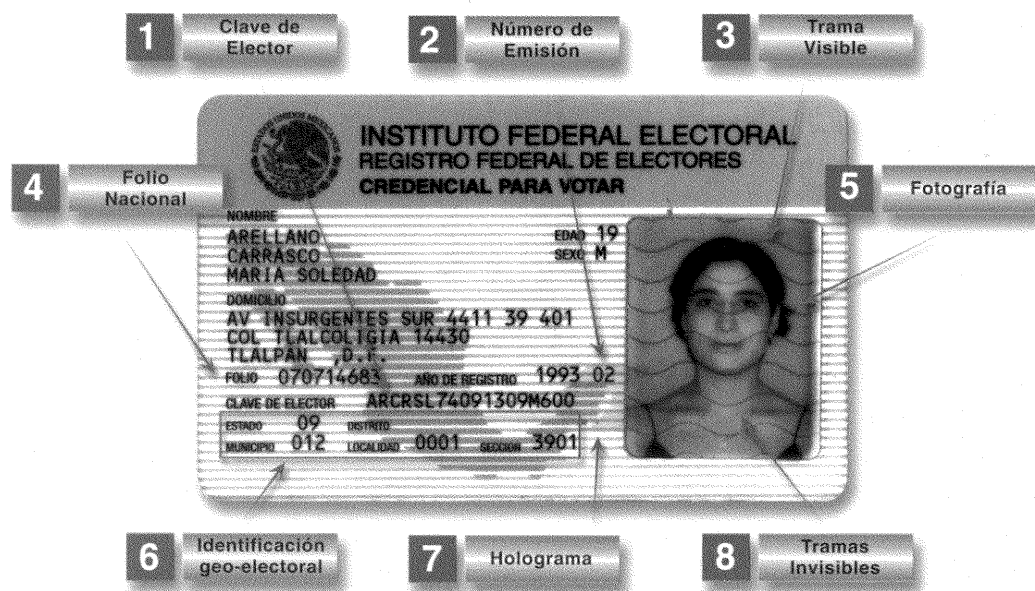 1 Clave de Elector
2 Número de Emisión
3 Trama Visible
4 Folio Nacional
5 Fotografía
INSTITUTO FEDERAL ELECTORAL
REGISTRO FEDERAL DE ELECTORES
CREDENCIAL PARA VOTAR
NOMBRE
ARELLANO EDAD 19
CARRASCO SEXO M
MARIA SOLEDAD
DOMICILIO
AV INSURGENTES SUR 4411 39 401
COL TLALCOLIGIA 14430
TLALPAN ,D.F.
FOLIO 070714683 AÑO DE REGISTRO 1993 02
CLAVE DE ELECTOR ARCRSL74091309M600
ESTADO 09 DISTRITO
MUNICIPIO 012 LOCALIDAD 0001 SECCION 3901
6 Identificación geo-electoral
7 Holograma
8 Tramas Invisibles